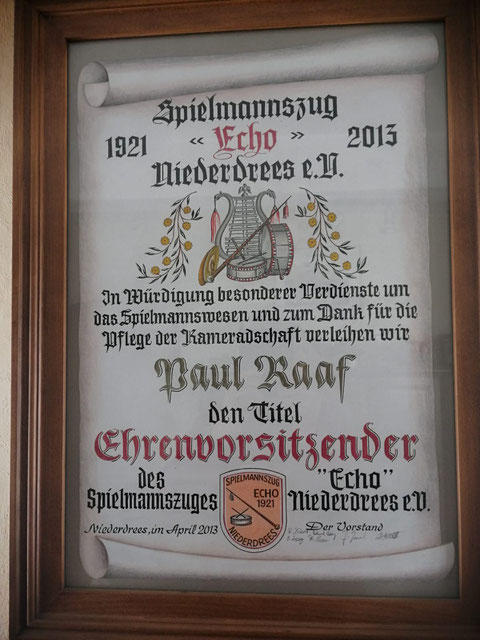 Spielmannszug
1921 « Echo » 2013
Niederdrees e.V.
In Würdigung besonderer Verdienste um
das Spielmannswesen und zum Dank für die
Pflege der Kameradschaft verleihen wir
Paul Raaf
den Titel
Ehrenvorsitzender
des "Echo"
Spielmannszuges Niederdrees e.V.
SPIELMANNSZUG
ECHO
1921
NIEDERDREES
Niederdrees, im April 2013 Der Vorstand